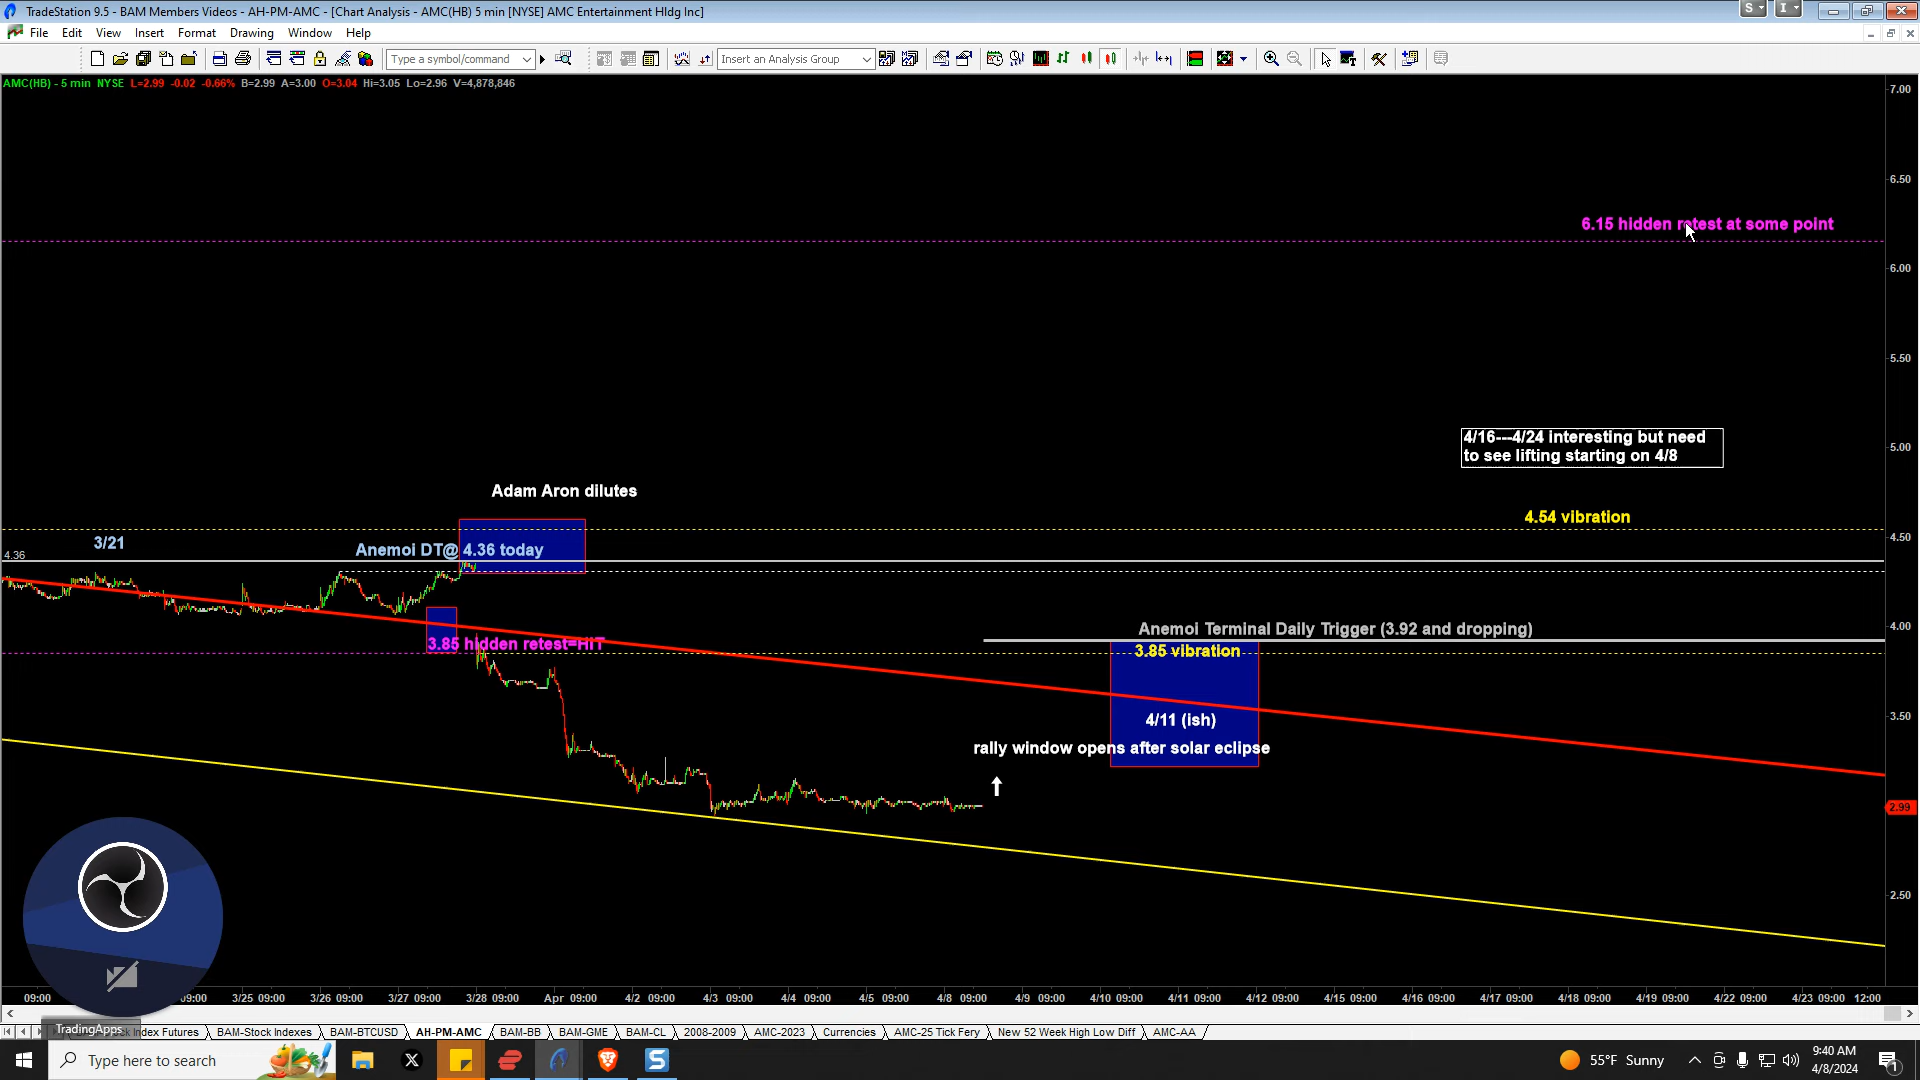 TradeStation 9.5 - BAM Members Videos - AH-PM-AMC - [Chart Analysis - AMC(HB) 5 min [NYSE] AMC Entertainment Hldg Inc]
S I
File Edit View Insert Format Drawing Window Help
Type a symbol/command
Insert an Analysis Group
AMC(HB) - 5 min NYSE L=2.99 -0.02 -0.66% B=2.99 A=3.00 O=3.04 Hi=3.05 Lo=2.96 V=4,878,846
7.00
6.50
6.15 hidden retest at some point
6.00
5.50
4/16---4/24 interesting but need
to see lifting starting on 4/8
5.00
Adam Aron dilutes
4.54 vibration
4.50
3/21
Anemoi DT@ 4.36 today
4.36
4.00
Anemoi Terminal Daily Trigger (3.92 and dropping)
3.85 hidden retest=HIT
3.85 vibration
3.50
4/11 (ish)
rally window opens after solar eclipse
2.99
2.50
09:00 09:00 3/25 09:00 3/26 09:00 3/27 09:00 3/28 09:00 Apr 09:00 4/2 09:00 4/3 09:00 4/4 09:00 4/5 09:00 4/8 09:00 4/9 09:00 4/10 09:00 4/11 09:00 4/12 09:00 4/15 09:00 4/16 09:00 4/17 09:00 4/18 09:00 4/19 09:00 4/22 09:00 4/23 09:00 12:00
TradingApps Index Futures BAM-Stock Indexes BAM-BTCUSD AH-PM-AMC BAM-BB BAM-GME BAM-CL 2008-2009 AMC-2023 Currencies AMC-25 Tick Fery New 52 Week High Low Diff AMC-AA
Type here to search
55°F Sunny
9:40 AM
4/8/2024
1